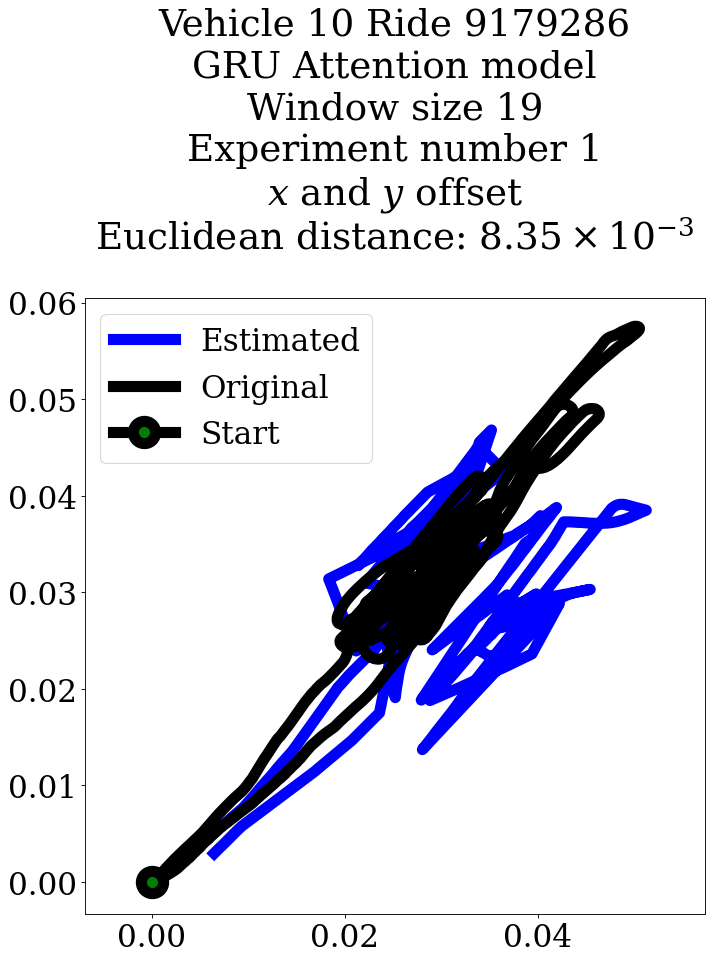 Vehicle 10 Ride 9179286
GRU Attention model
Window size 19
Experiment number 1
x and y offset
Euclidean distance: 8.35 × 10⁻³
0.06
0.05
0.04
0.03
0.02
0.01
0.00
Estimated
Original
Start
0.00 0.02 0.04